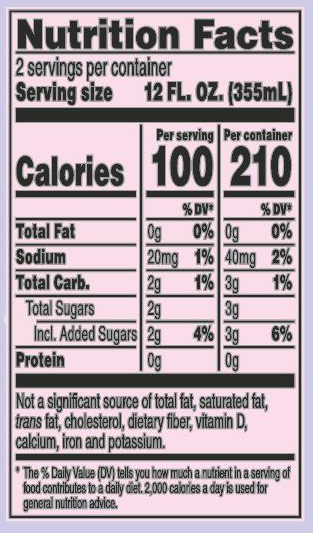 Nutrition Facts
2 servings per container
Serving size 12 FL. OZ. (355mL)
Per serving Per container
Calories 100 210
% DV* % DV*
Total Fat 0g 0% 0g 0%
Sodium 20mg 1% 40mg 2%
Total Carb. 2g 1% 3g 1%
Total Sugars 2g 3g
Incl. Added Sugars 2g 4% 3g 6%
Protein 0g 0g
Not a significant source of total fat, saturated fat,
trans fat, cholesterol, dietary fiber, vitamin D,
calcium, iron and potassium.
* The % Daily Value (DV) tells you how much a nutrient in a serving of
food contributes to a daily diet. 2,000 calories a day is used for
general nutrition advice.